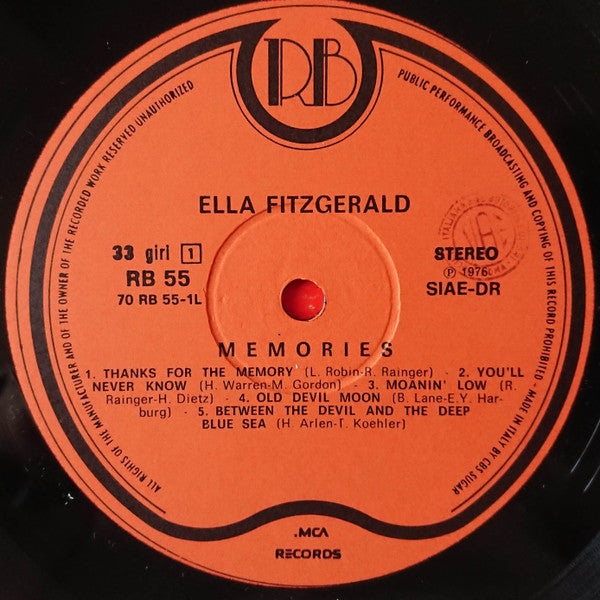 RB
ELLA FITZGERALD
33 giri 1
RB 55
70 RB 55-1L
STEREO
℗ 1976
SIAE-DR
MEMORIES
1. THANKS FOR THE MEMORY (L. Robin-R. Rainger) · 2. YOU'LL
NEVER KNOW (H. Warren-M. Gordon) · 3. MOANIN' LOW (R.
Rainger-H. Dietz) · 4. OLD DEVIL MOON (B. Lane-E.Y. Har-
burg) · 5. BETWEEN THE DEVIL AND THE DEEP
BLUE SEA (H. Arlen-T. Koehler)
.MCA
RECORDS
ALL RIGHTS OF THE MANUFACTURER AND OF THE OWNER OF THE RECORDED WORK RESERVED UNAUTHORIZED
PUBLIC PERFORMANCE BROADCASTING AND COPYING OF THIS RECORD PROHIBITED - MADE IN ITALY BY CBS SUGAR